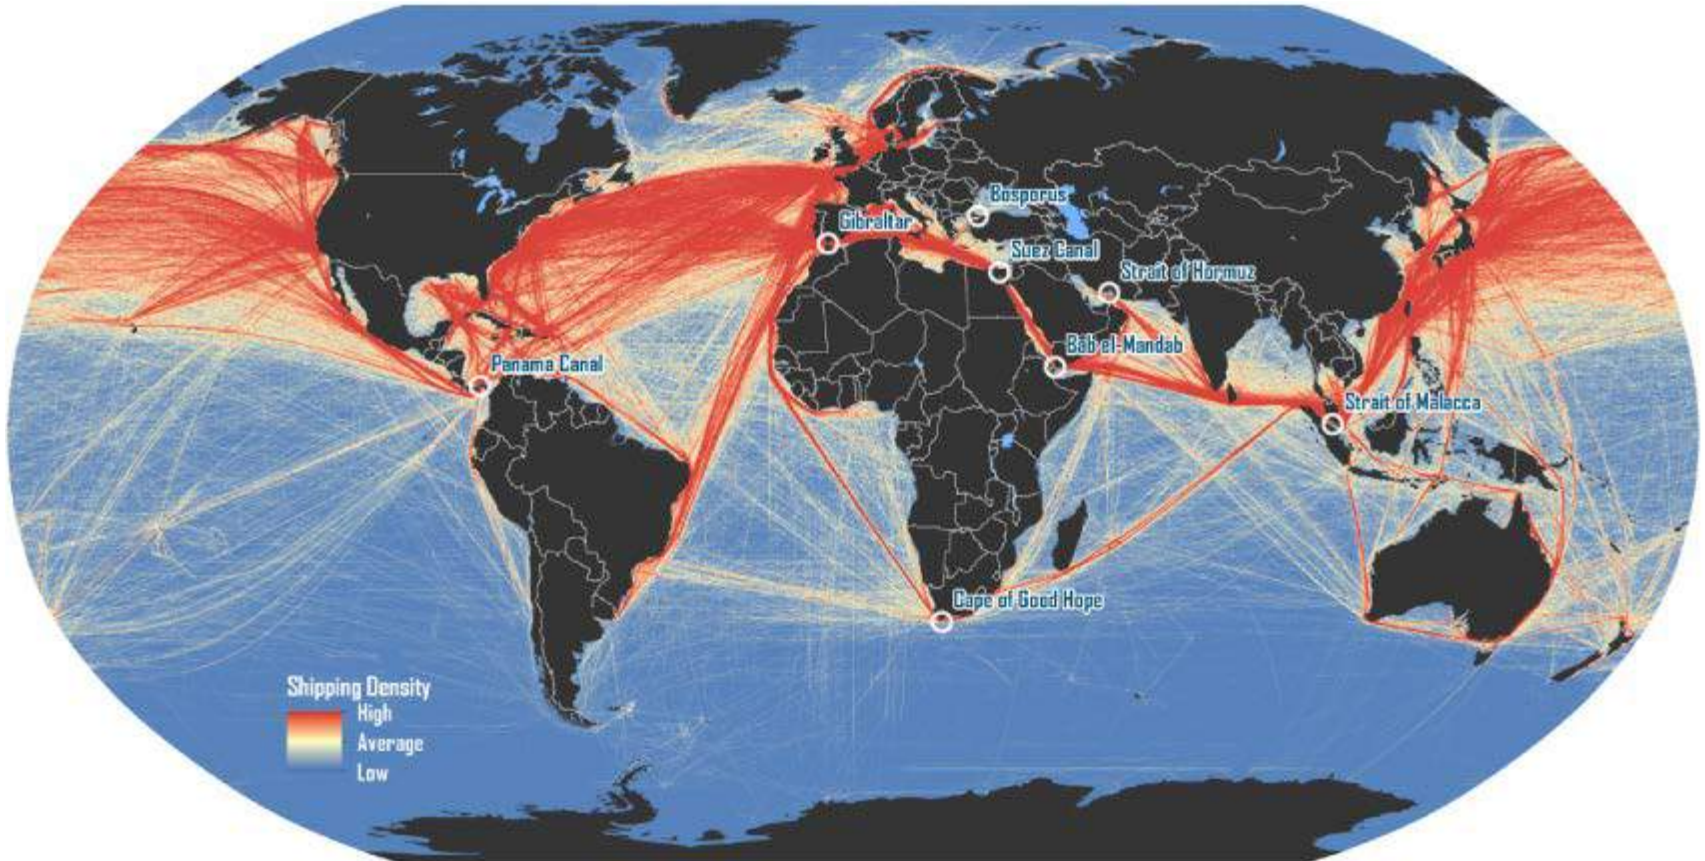 Bosporus
Gibraltar
Suez Canal
Strait of Hormuz
Bab el-Mandab
Panama Canal
Strait of Malacca
Cape of Good Hope
Shipping Density
High
Average
Low